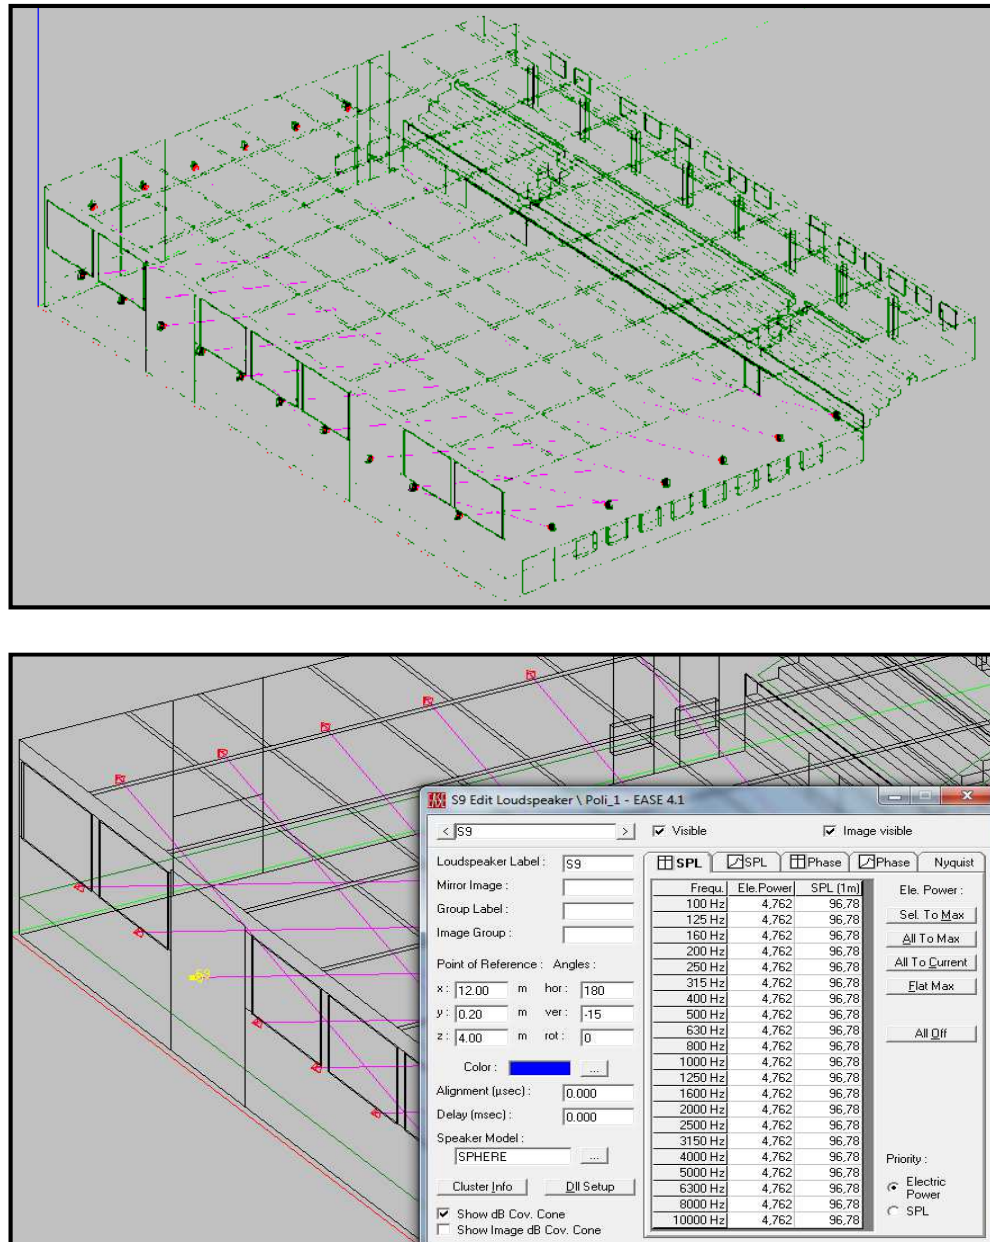 S9 Edit Loudspeaker \ Poli_1 - EASE 4.1
< S9 > Visible Image visible
Loudspeaker Label : S9
Mirror Image :
Group Label :
Image Group :
Point of Reference : Angles :
x : 12.00 m hor : 180
y : 0.20 m ver : -15
z : 4.00 m rot : 0
Color : ...
Alignment (µsec) : 0.000
Delay (msec) : 0.000
Speaker Model :
SPHERE ...
Cluster Info Dll Setup
Show dB Cov. Cone
Show Image dB Cov. Cone
SPL SPL Phase Phase Nyquist
Frequ. Ele.Power SPL (1m)
100 Hz 4,762 96,78
125 Hz 4,762 96,78
160 Hz 4,762 96,78
200 Hz 4,762 96,78
250 Hz 4,762 96,78
315 Hz 4,762 96,78
400 Hz 4,762 96,78
500 Hz 4,762 96,78
630 Hz 4,762 96,78
800 Hz 4,762 96,78
1000 Hz 4,762 96,78
1250 Hz 4,762 96,78
1600 Hz 4,762 96,78
2000 Hz 4,762 96,78
2500 Hz 4,762 96,78
3150 Hz 4,762 96,78
4000 Hz 4,762 96,78
5000 Hz 4,762 96,78
6300 Hz 4,762 96,78
8000 Hz 4,762 96,78
10000 Hz 4,762 96,78
Ele. Power :
Sel. To Max
All To Max
All To Current
Flat Max
All Off
Priority :
Electric
Power
SPL
S9